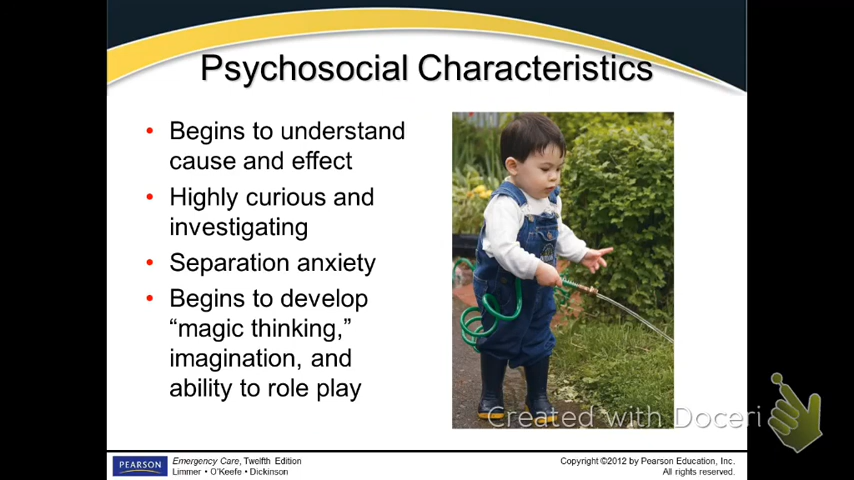 Psychosocial Characteristics
• Begins to understand
cause and effect
• Highly curious and
investigating
• Separation anxiety
• Begins to develop
“magic thinking,”
imagination, and
ability to role play
Created with Doceri
PEARSON
Emergency Care, Twelfth Edition
Limmer • O'Keefe • Dickinson
Copyright ©2012 by Pearson Education, Inc.
All rights reserved.